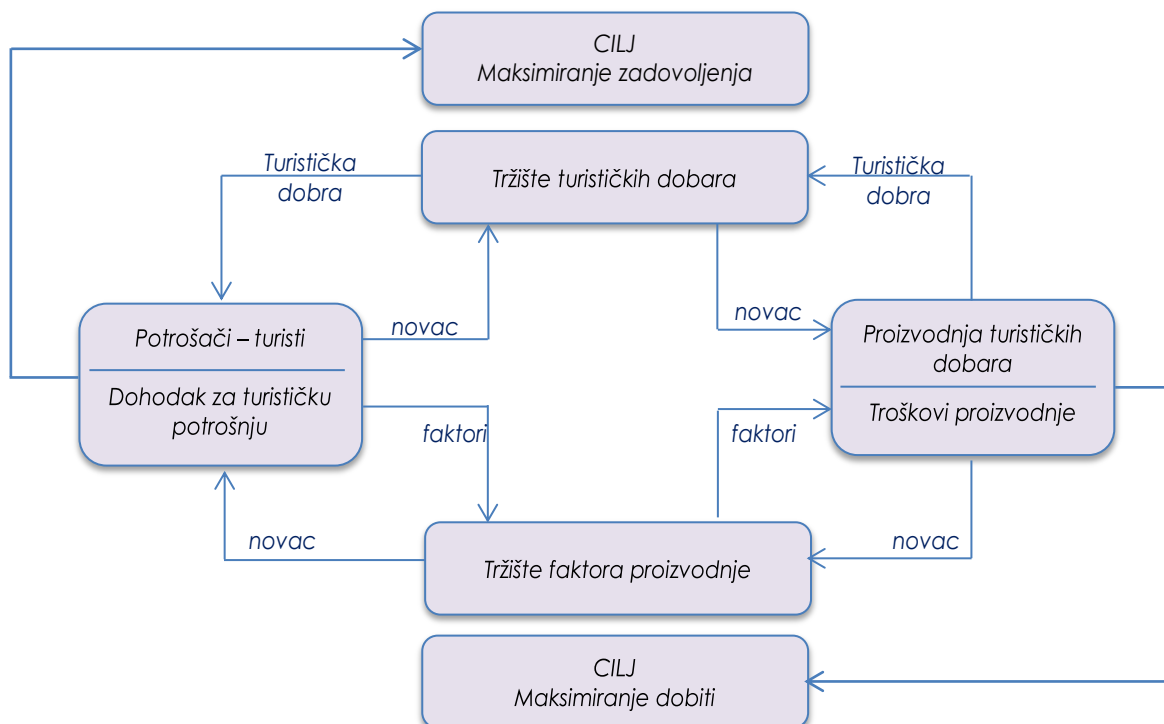 CILJ
Maksimiranje zadovoljenja
Turistička
dobra
Tržište turističkih dobara
Turistička
dobra
novac
novac
Potrošači – turisti
Dohodak za turističku
potrošnju
Proizvodnja turističkih
dobara
Troškovi proizvodnje
faktori
faktori
novac
Tržište faktora proizvodnje
novac
CILJ
Maksimiranje dobiti